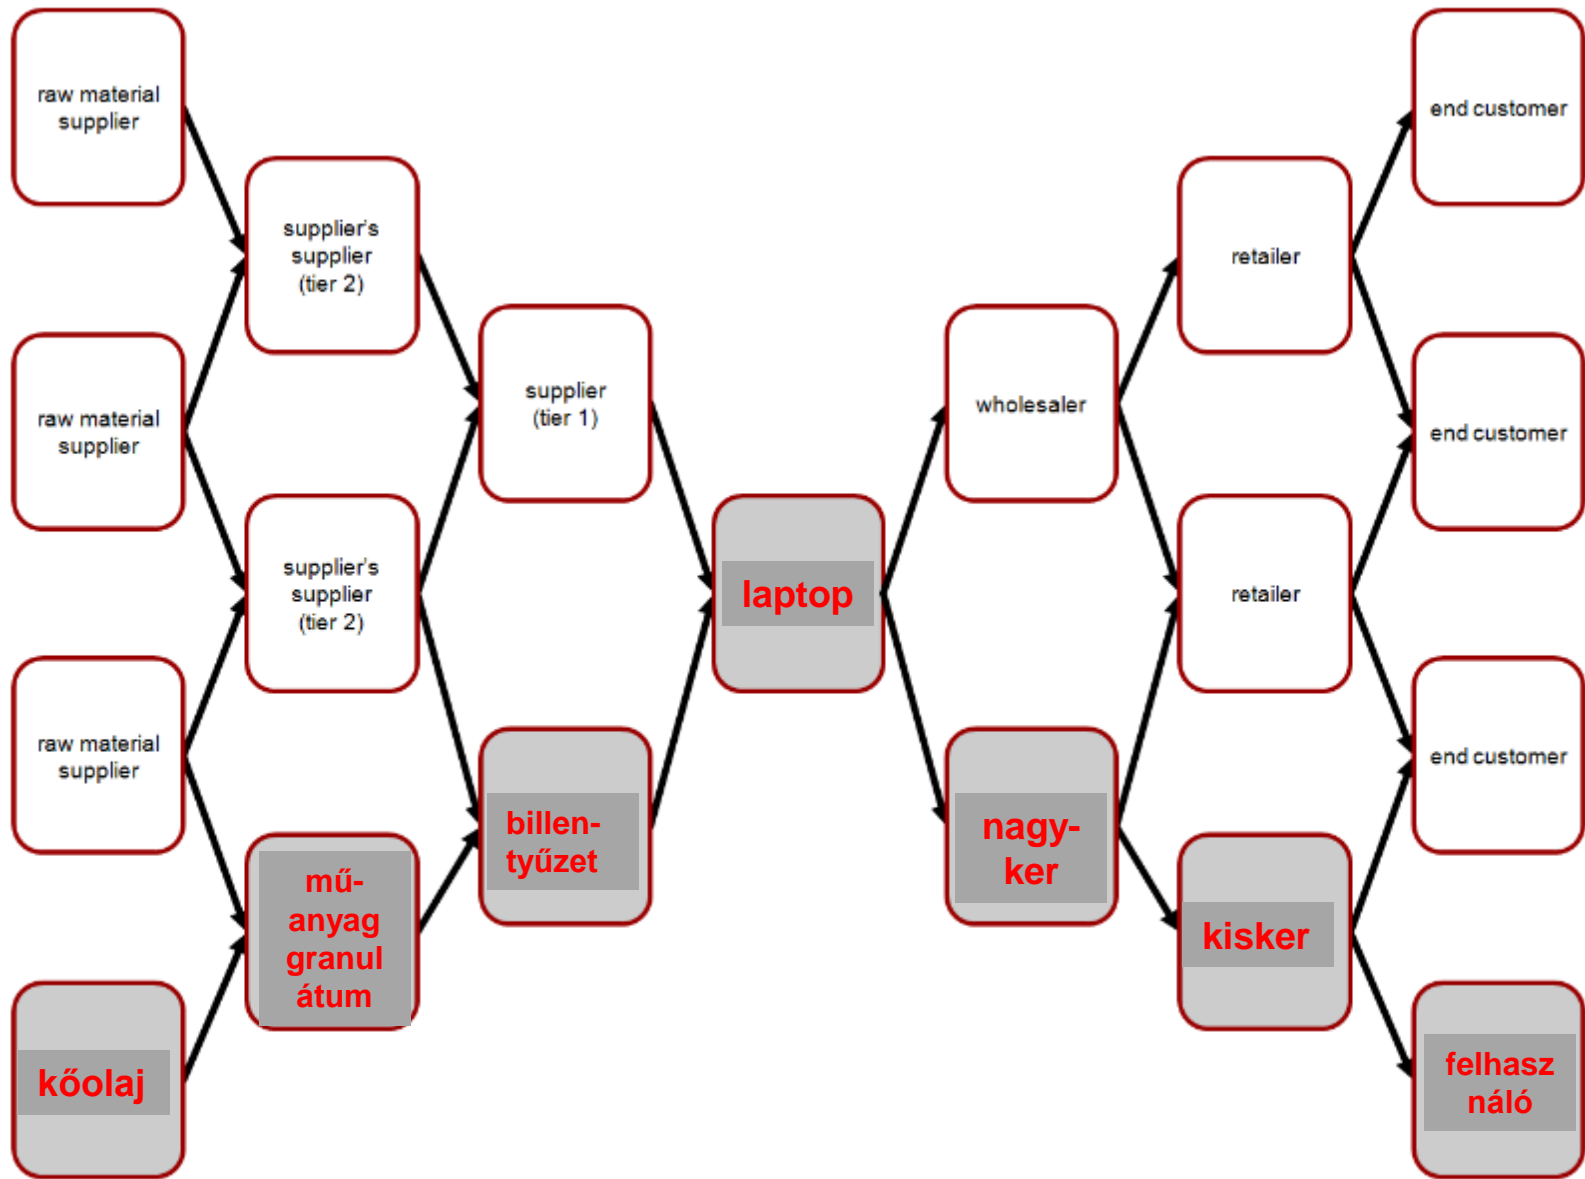 raw material
supplier
raw material
supplier
raw material
supplier
kőolaj
supplier's
supplier
(tier 2)
supplier's
supplier
(tier 2)
mű-
anyag
granul
átum
supplier
(tier 1)
billen-
tyűzet
laptop
wholesaler
nagy-
ker
retailer
retailer
kisker
end customer
end customer
end customer
felhasz
náló